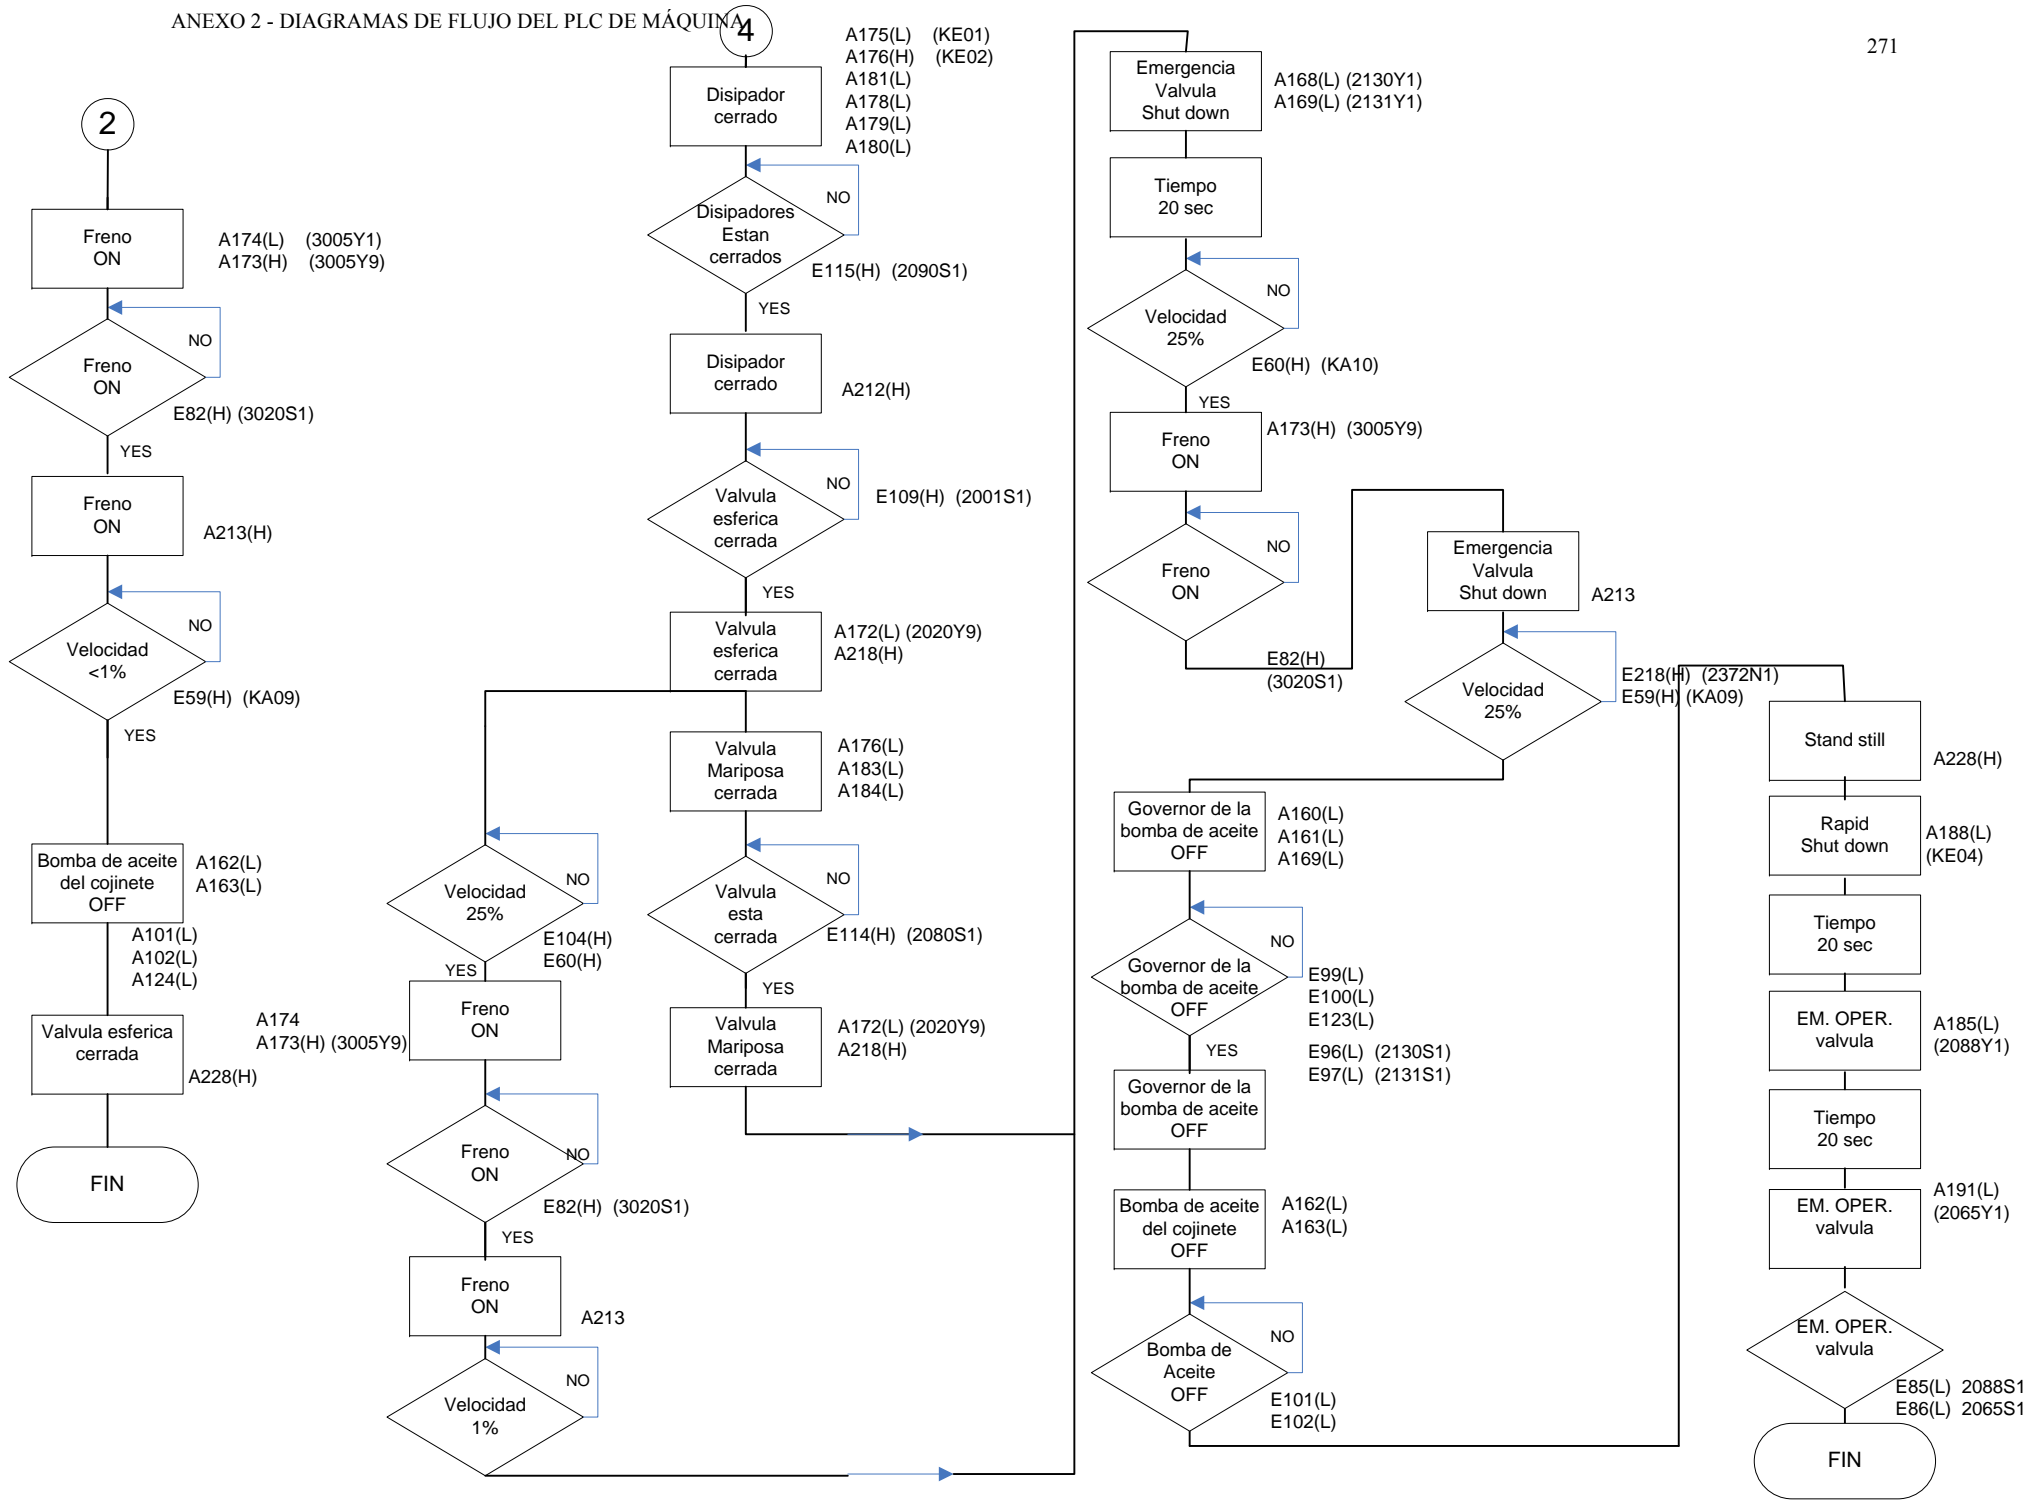 ANEXO 2 - DIAGRAMAS DE FLUJO DEL PLC DE MÁQUINA
271
2
Freno
ON
A174(L) (3005Y1)
A173(H) (3005Y9)
NO
Freno
ON
E82(H) (3020S1)
YES
Freno
ON
A213(H)
NO
Velocidad
<1%
E59(H) (KA09)
YES
Bomba de aceite
del cojinete
OFF
A162(L)
A163(L)
A101(L)
A102(L)
A124(L)
Valvula esferica
cerrada
A228(H)
FIN
4
A175(L) (KE01)
A176(H) (KE02)
A181(L)
A178(L)
A179(L)
A180(L)
Disipador
cerrado
NO
Disipadores
Estan
cerrados
E115(H) (2090S1)
YES
Disipador
cerrado
A212(H)
NO
Valvula
esferica
cerrada
E109(H) (2001S1)
YES
Valvula
esferica
cerrada
A172(L) (2020Y9)
A218(H)
Valvula
Mariposa
cerrada
A176(L)
A183(L)
A184(L)
NO
Valvula
esta
cerrada
E114(H) (2080S1)
YES
Valvula
Mariposa
cerrada
A172(L) (2020Y9)
A218(H)
NO
Velocidad
25%
E104(H)
E60(H)
YES
Freno
ON
A174
A173(H) (3005Y9)
NO
Freno
ON
E82(H) (3020S1)
YES
Freno
ON
A213
NO
Velocidad
1%
Emergencia
Valvula
Shut down
A168(L) (2130Y1)
A169(L) (2131Y1)
Tiempo
20 sec
NO
Velocidad
25%
E60(H) (KA10)
YES
Freno
ON
A173(H) (3005Y9)
NO
Freno
ON
E82(H)
(3020S1)
Emergencia
Valvula
Shut down
A213
Velocidad
25%
E218(H) (2372N1)
E59(H) (KA09)
Governor de la
bomba de aceite
OFF
A160(L)
A161(L)
A169(L)
NO
Governor de la
bomba de aceite
OFF
E99(L)
E100(L)
E123(L)
E96(L) (2130S1)
E97(L) (2131S1)
YES
Governor de la
bomba de aceite
OFF
Bomba de aceite
del cojinete
OFF
A162(L)
A163(L)
NO
Bomba de
Aceite
OFF
E101(L)
E102(L)
Stand still
A228(H)
Rapid
Shut down
A188(L)
(KE04)
Tiempo
20 sec
EM. OPER.
valvula
A185(L)
(2088Y1)
Tiempo
20 sec
EM. OPER.
valvula
A191(L)
(2065Y1)
EM. OPER.
valvula
E85(L) 2088S1
E86(L) 2065S1
FIN